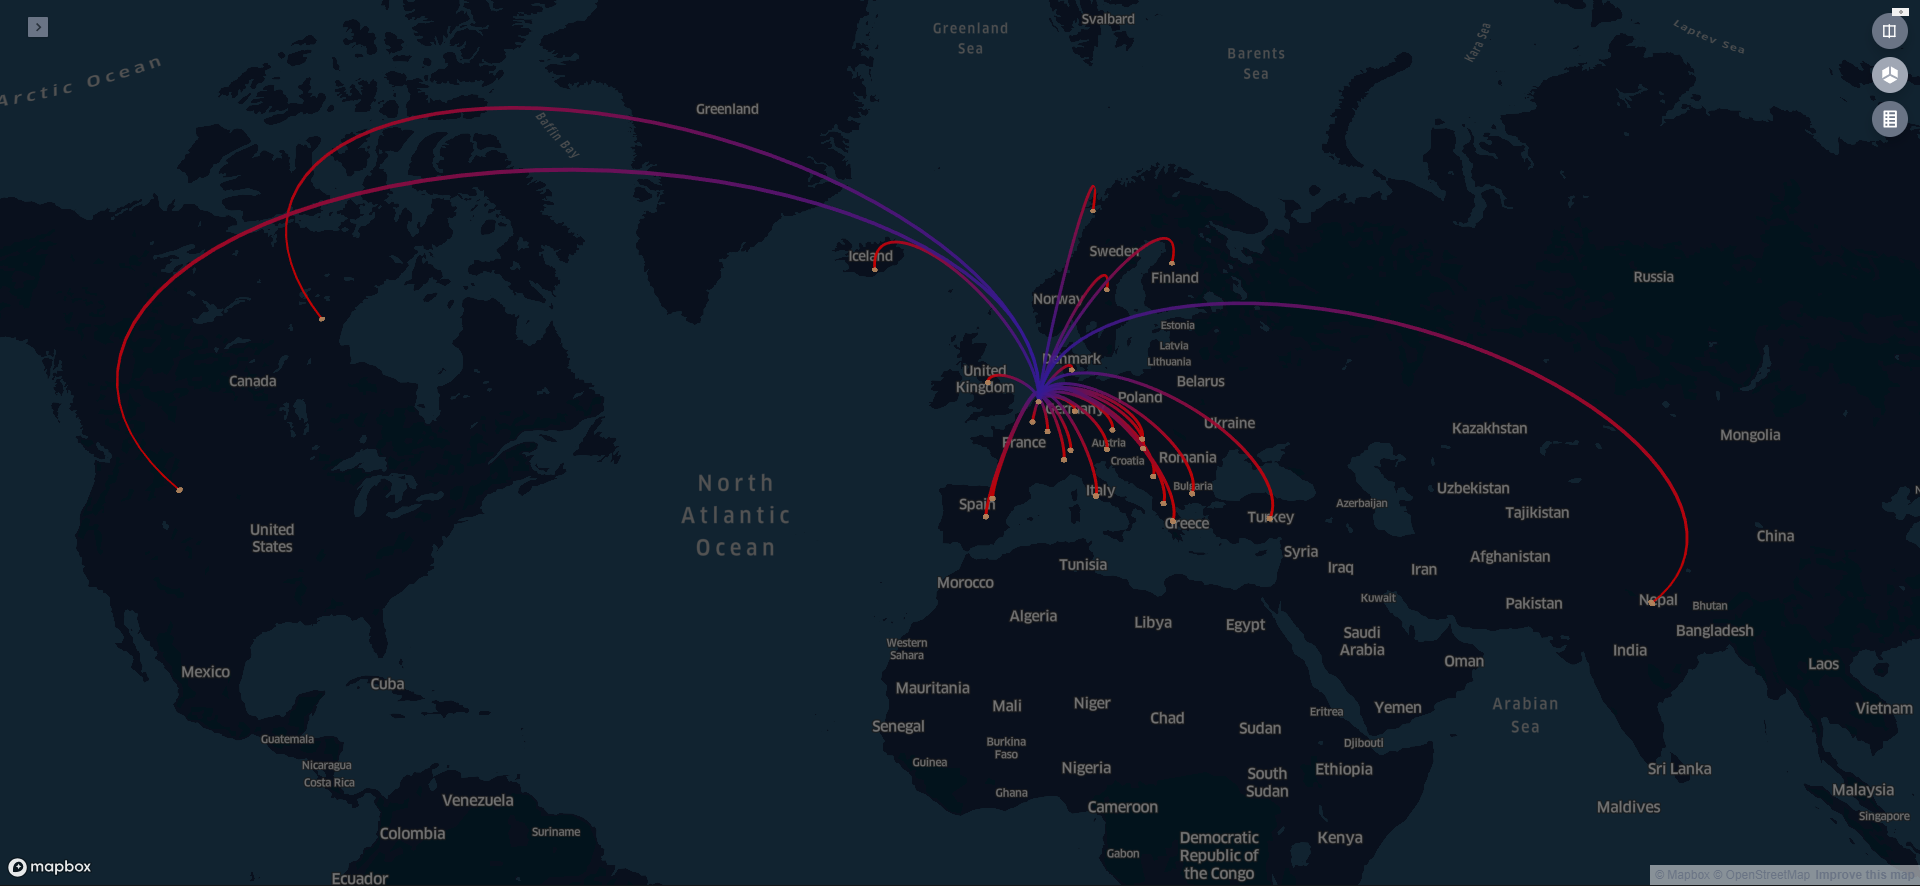 Svalbard
Greenland
Sea
Laptev Sea
Kara Sea
Barents
Sea
Arctic Ocean
Greenland
Baffin Bay
Iceland
Sweden
Finland
Russia
Norway
Estonia
Latvia
Lithuania
Denmark
United
Kingdom
Belarus
Canada
Poland
Germany
Ukraine
Kazakhstan
Mongolia
France
Austria
Croatia
Romania
North
Atlantic
Ocean
Bulgaria
Italy
Uzbekistan
Spain
Azerbaijan
Tajikistan
Greece
Turkey
United
States
China
Syria
Afghanistan
Tunisia
Iraq
Iran
Morocco
Kuwait
Pakistan
Nepal
Bhutan
Algeria
Libya
Egypt
Bangladesh
Western
Sahara
Saudi
Arabia
India
Oman
Laos
Mexico
Cuba
Mauritania
Mali
Niger
Chad
Eritrea
Yemen
Arabian
Sea
Vietnam
Senegal
Sudan
Guatemala
Burkina
Faso
Djibouti
Nicaragua
Guinea
Nigeria
South
Sudan
Ethiopia
Sri Lanka
Costa Rica
Venezuela
Ghana
Malaysia
Cameroon
Maldives
Singapore
Colombia
Suriname
Democratic
Republic of
the Congo
Kenya
Gabon
mapbox
Ecuador
© Mapbox © OpenStreetMap Improve this map